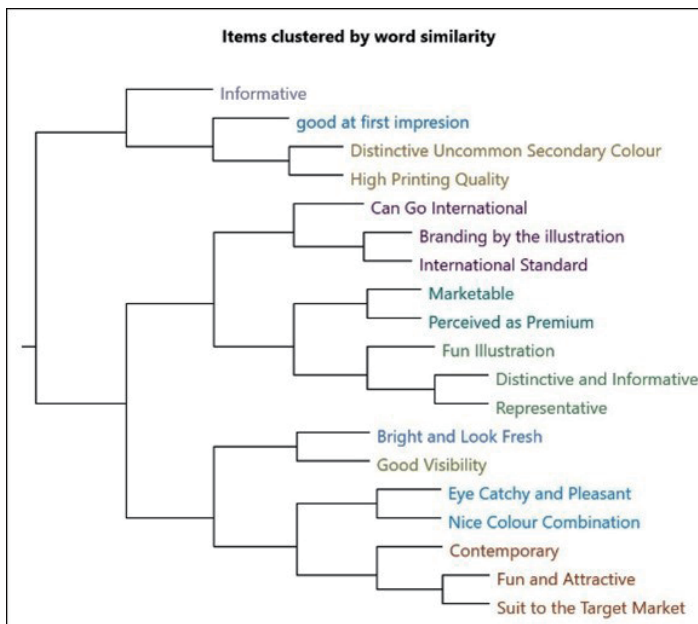 Items clustered by word similarity
Informative
good at first impresion
Distinctive Uncommon Secondary Colour
High Printing Quality
Can Go International
Branding by the illustration
International Standard
Marketable
Perceived as Premium
Fun Illustration
Distinctive and Informative
Representative
Bright and Look Fresh
Good Visibility
Eye Catchy and Pleasant
Nice Colour Combination
Contemporary
Fun and Attractive
Suit to the Target Market